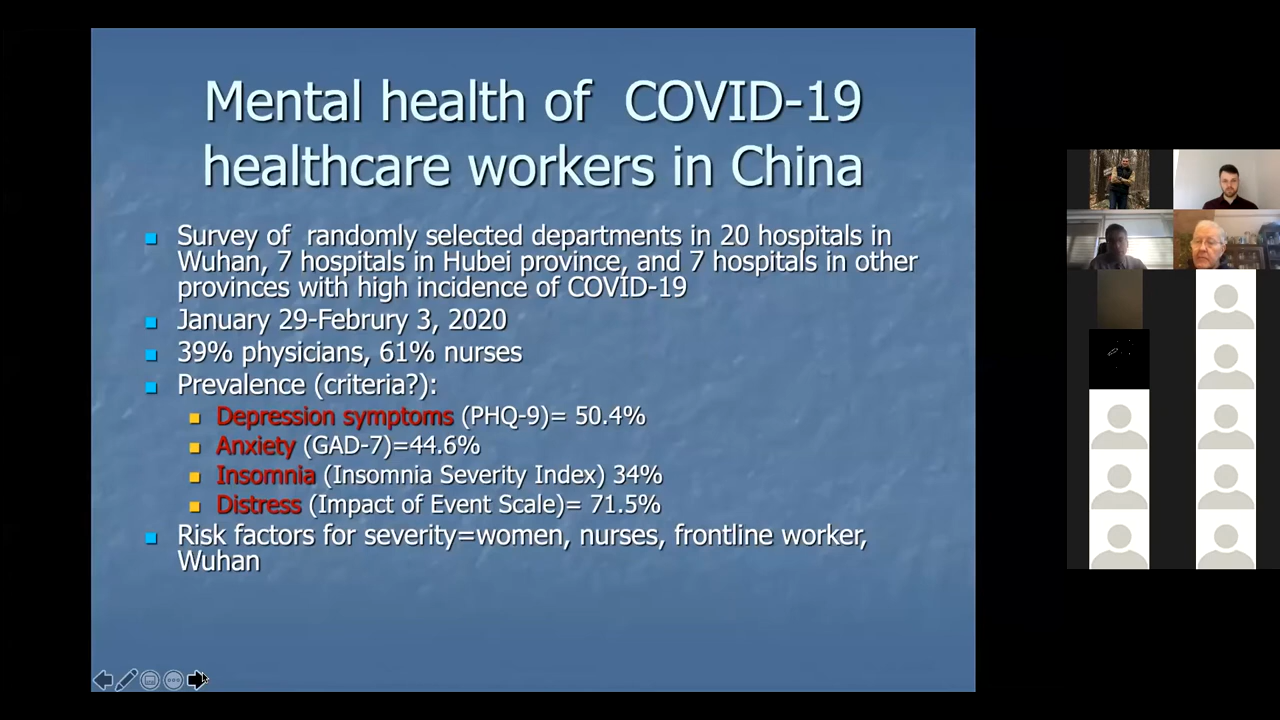 Mental health of  COVID-19
healthcare workers in China
Survey of  randomly selected departments in 20 hospitals in
Wuhan, 7 hospitals in Hubei province, and 7 hospitals in other
provinces with high incidence of COVID-19
January 29-Februry 3, 2020
39% physicians, 61% nurses
Prevalence (criteria?):
Depression symptoms (PHQ-9)= 50.4%
Anxiety (GAD-7)=44.6%
Insomnia (Insomnia Severity Index) 34%
Distress (Impact of Event Scale)= 71.5%
Risk factors for severity=women, nurses, frontline worker,
Wuhan